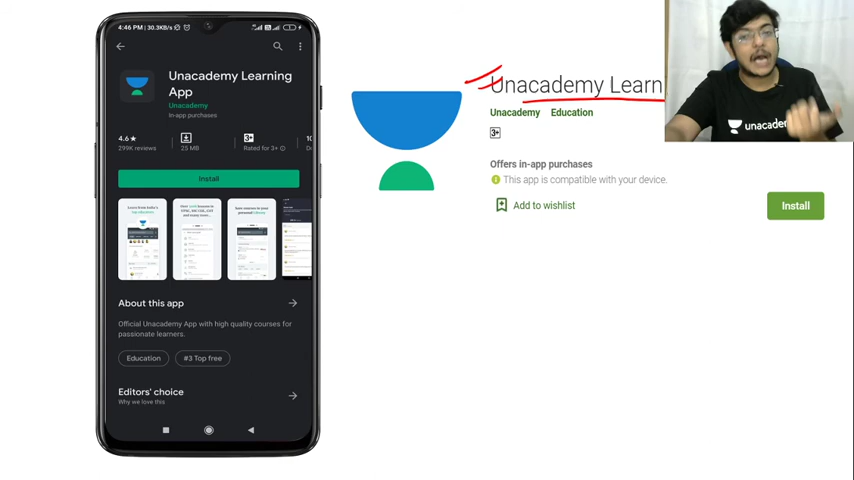 4:46 PM | 30.3KB/s
Unacademy Learning
App
Unacademy
In-app purchases
4.6★
299K reviews
25 MB
3+
Rated for 3+
10
Install
About this app
Official Unacademy App with high quality courses for
passionate learners.
Education
#3 Top free
Editors' choice
Why we love this
Unacademy Learn
Unacademy Education
3+
Offers in-app purchases
This app is compatible with your device.
Add to wishlist
Install
unacademy